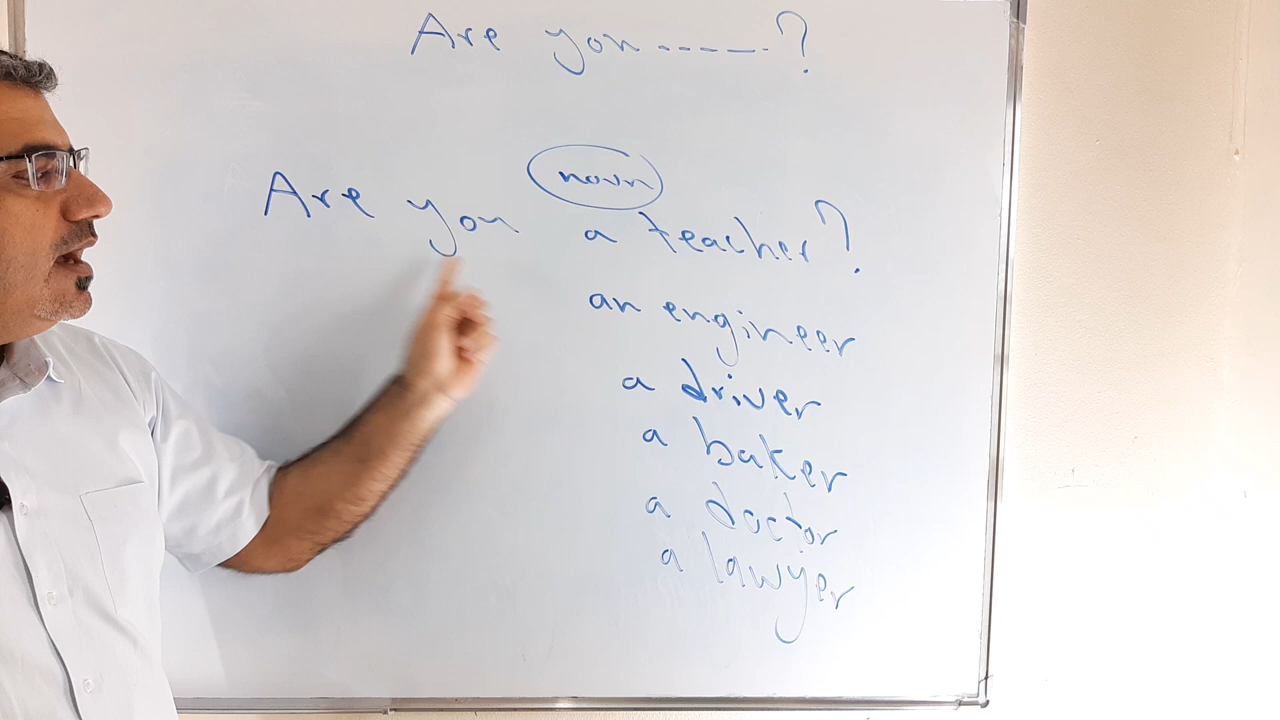 Are you -----?
noun
Are you a teacher?
an engineer
a driver
a baker
a doctor
a lawyer